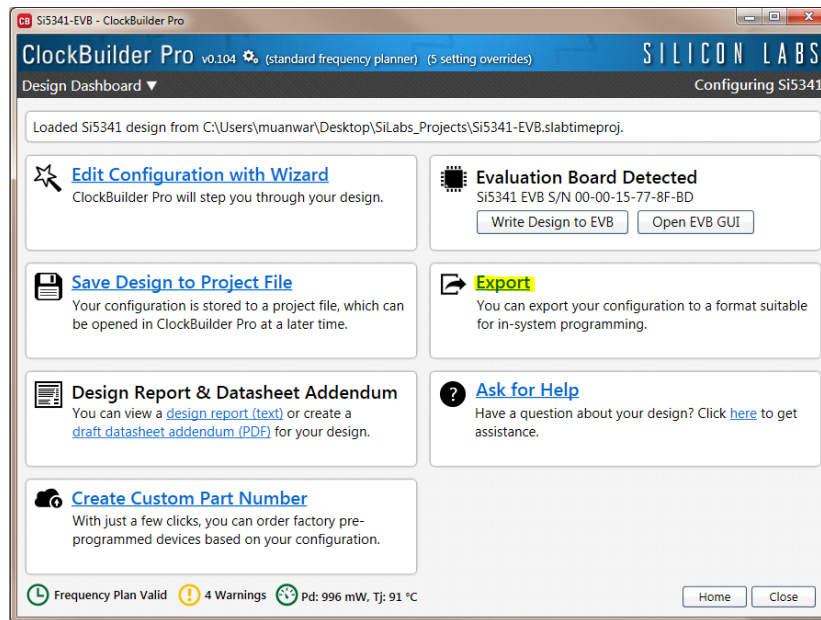 CB Si5341-EVB - ClockBuilder Pro
ClockBuilder Pro v0.104 (standard frequency planner) (5 setting overrides) SILICON LABS
Design Dashboard ▼ Configuring Si5341
Loaded Si5341 design from C:\Users\muanwar\Desktop\SiLabs_Projects\Si5341-EVB.slabtimeproj.
Edit Configuration with Wizard
ClockBuilder Pro will step you through your design.
Evaluation Board Detected
Si5341 EVB S/N 00-00-15-77-8F-BD
Write Design to EVB Open EVB GUI
Save Design to Project File
Your configuration is stored to a project file, which can
be opened in ClockBuilder Pro at a later time.
Export
You can export your configuration to a format suitable
for in-system programming.
Design Report & Datasheet Addendum
You can view a design report (text) or create a
draft datasheet addendum (PDF) for your design.
Ask for Help
Have a question about your design? Click here to get
assistance.
Create Custom Part Number
With just a few clicks, you can order factory pre-
programmed devices based on your configuration.
Frequency Plan Valid 4 Warnings Pd: 996 mW, Tj: 91 °C
Home Close